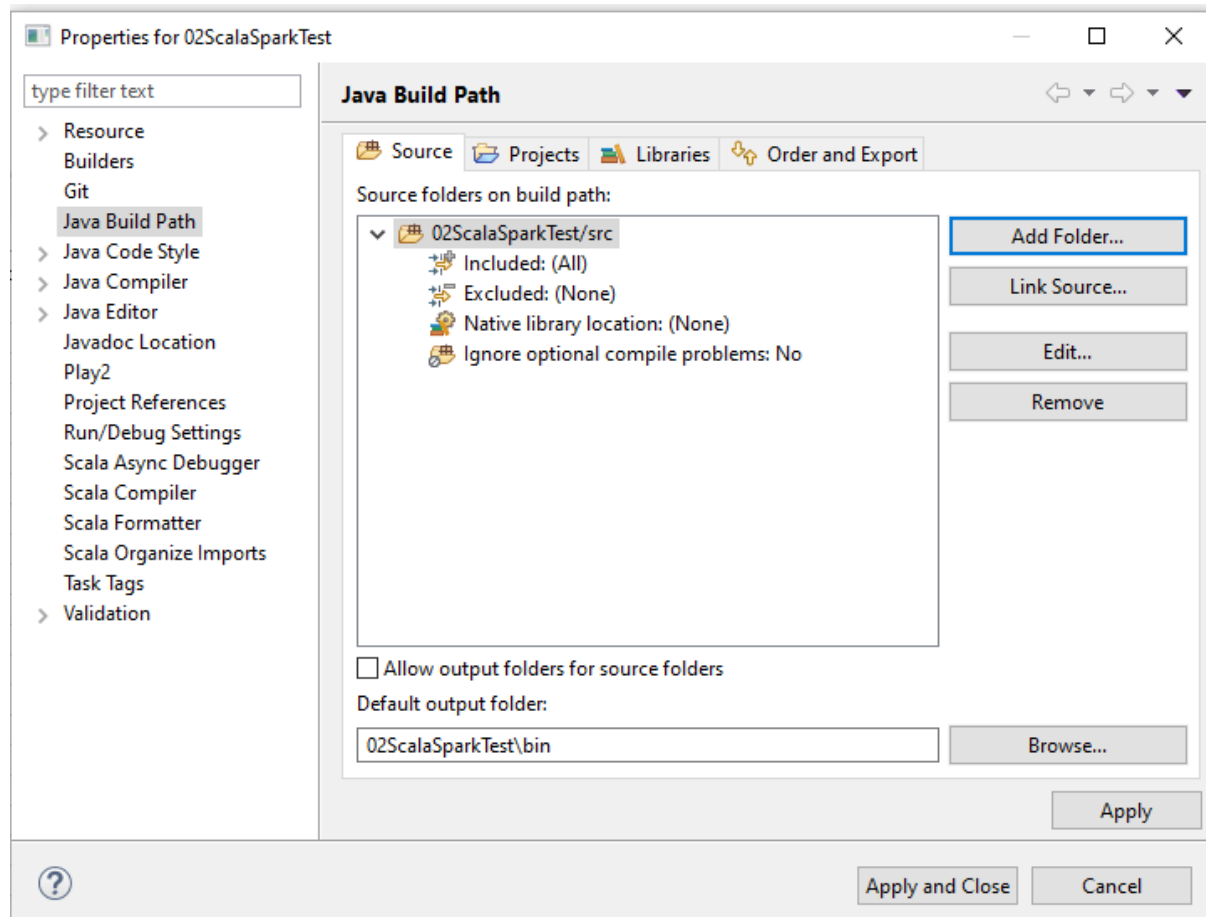 Properties for 02ScalaSparkTest
type filter text
Resource
Builders
Git
Java Build Path
Java Code Style
Java Compiler
Java Editor
Javadoc Location
Play2
Project References
Run/Debug Settings
Scala Async Debugger
Scala Compiler
Scala Formatter
Scala Organize Imports
Task Tags
Validation
Java Build Path
Source Projects Libraries Order and Export
Source folders on build path:
02ScalaSparkTest/src
Included: (All)
Excluded: (None)
Native library location: (None)
Ignore optional compile problems: No
Add Folder...
Link Source...
Edit...
Remove
Allow output folders for source folders
Default output folder:
02ScalaSparkTest\bin
Browse...
Apply
?
Apply and Close
Cancel